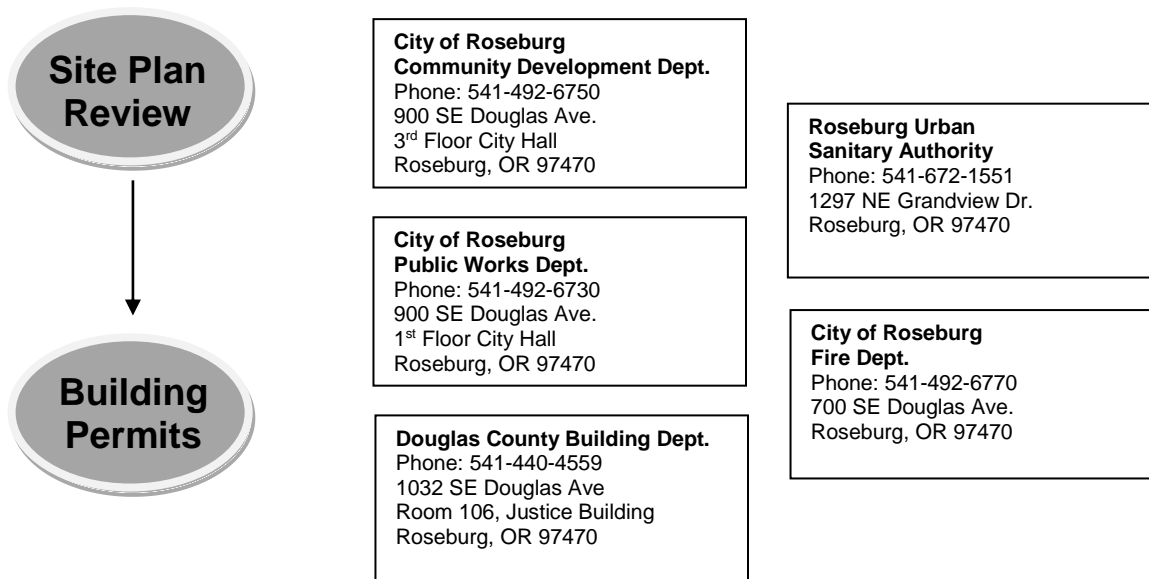 Site Plan
Review
Building
Permits
City of Roseburg
Community Development Dept.
Phone: 541-492-6750
900 SE Douglas Ave.
3rd Floor City Hall
Roseburg, OR 97470
City of Roseburg
Public Works Dept.
Phone: 541-492-6730
900 SE Douglas Ave.
1st Floor City Hall
Roseburg, OR 97470
Douglas County Building Dept.
Phone: 541-440-4559
1032 SE Douglas Ave
Room 106, Justice Building
Roseburg, OR 97470
Roseburg Urban
Sanitary Authority
Phone: 541-672-1551
1297 NE Grandview Dr.
Roseburg, OR 97470
City of Roseburg
Fire Dept.
Phone: 541-492-6770
700 SE Douglas Ave.
Roseburg, OR 97470